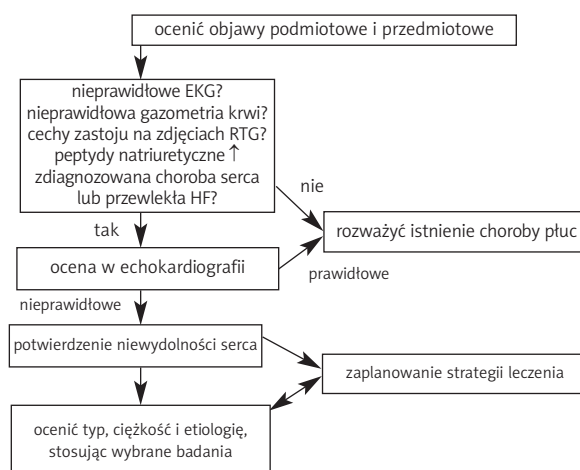 ocenić objawy podmiotowe i przedmiotowe
nieprawidłowe EKG?
nieprawidłowa gazometria krwi?
cechy zastoju na zdjęciach RTG?
peptydy natriuretyczne ↑
zdiagnozowana choroba serca
lub przewlekła HF?
nie
tak
rozważyć istnienie choroby płuc
ocena w echokardiografii
prawidłowe
nieprawidłowe
potwierdzenie niewydolności serca
zaplanowanie strategii leczenia
ocenić typ, ciężkość i etiologię,
stosując wybrane badania